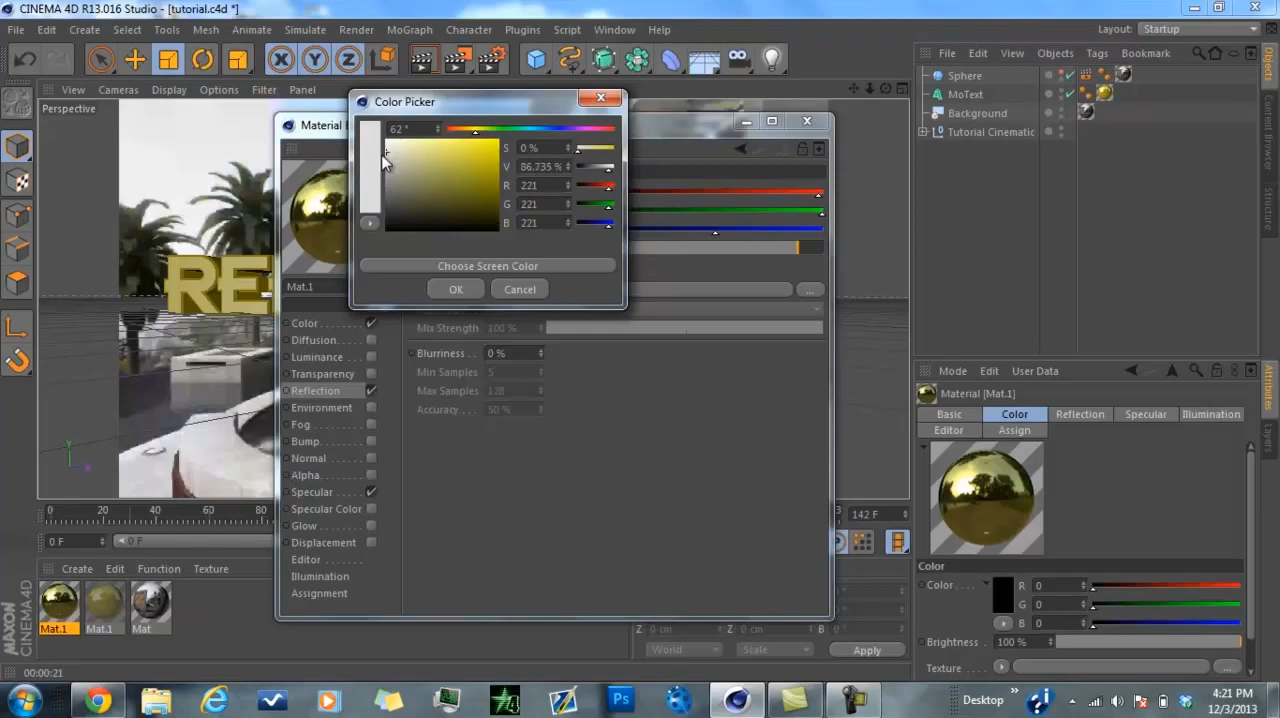 CINEMA 4D R13.016 Studio - [tutorial.c4d *]
File Edit Create Select Tools Mesh Animate Simulate Render MoGraph Character Plugins Script Window Help
Layout: Startup
View Cameras Display Options Filter Panel
Perspective
Color Picker
62 °
S 0 %
V 86.735 %
R 221
G 221
B 221
Choose Screen Color
OK Cancel
Mat.1
Color
Diffusion
Luminance
Transparency
Reflection
Environment
Fog
Bump
Normal
Alpha
Specular
Specular Color
Glow
Displacement
Editor
Illumination
Assignment
...
Mix Strength 100 %
Blurriness 0 %
Min Samples 5
Max Samples 128
Accuracy 50 %
File Edit View Objects Tags Bookmark
Sphere
MoText
Background
Tutorial Cinematic
Objects
Mode Edit User Data
Material [Mat.1]
Basic Color Reflection Specular Illumination
Editor Assign
Color
Color R 0
G 0
B 0
Brightness 100 %
Texture ...
Attributes
Layers
0 20 40 60 80
142 F
0 F 0 F
Create Edit Function Texture
Mat.1 Mat.1 Mat
Z 0 cm Z 0 cm B 0
World Scale Apply
MAXON CINEMA 4D
00:00:21
Desktop
4:21 PM
12/3/2013